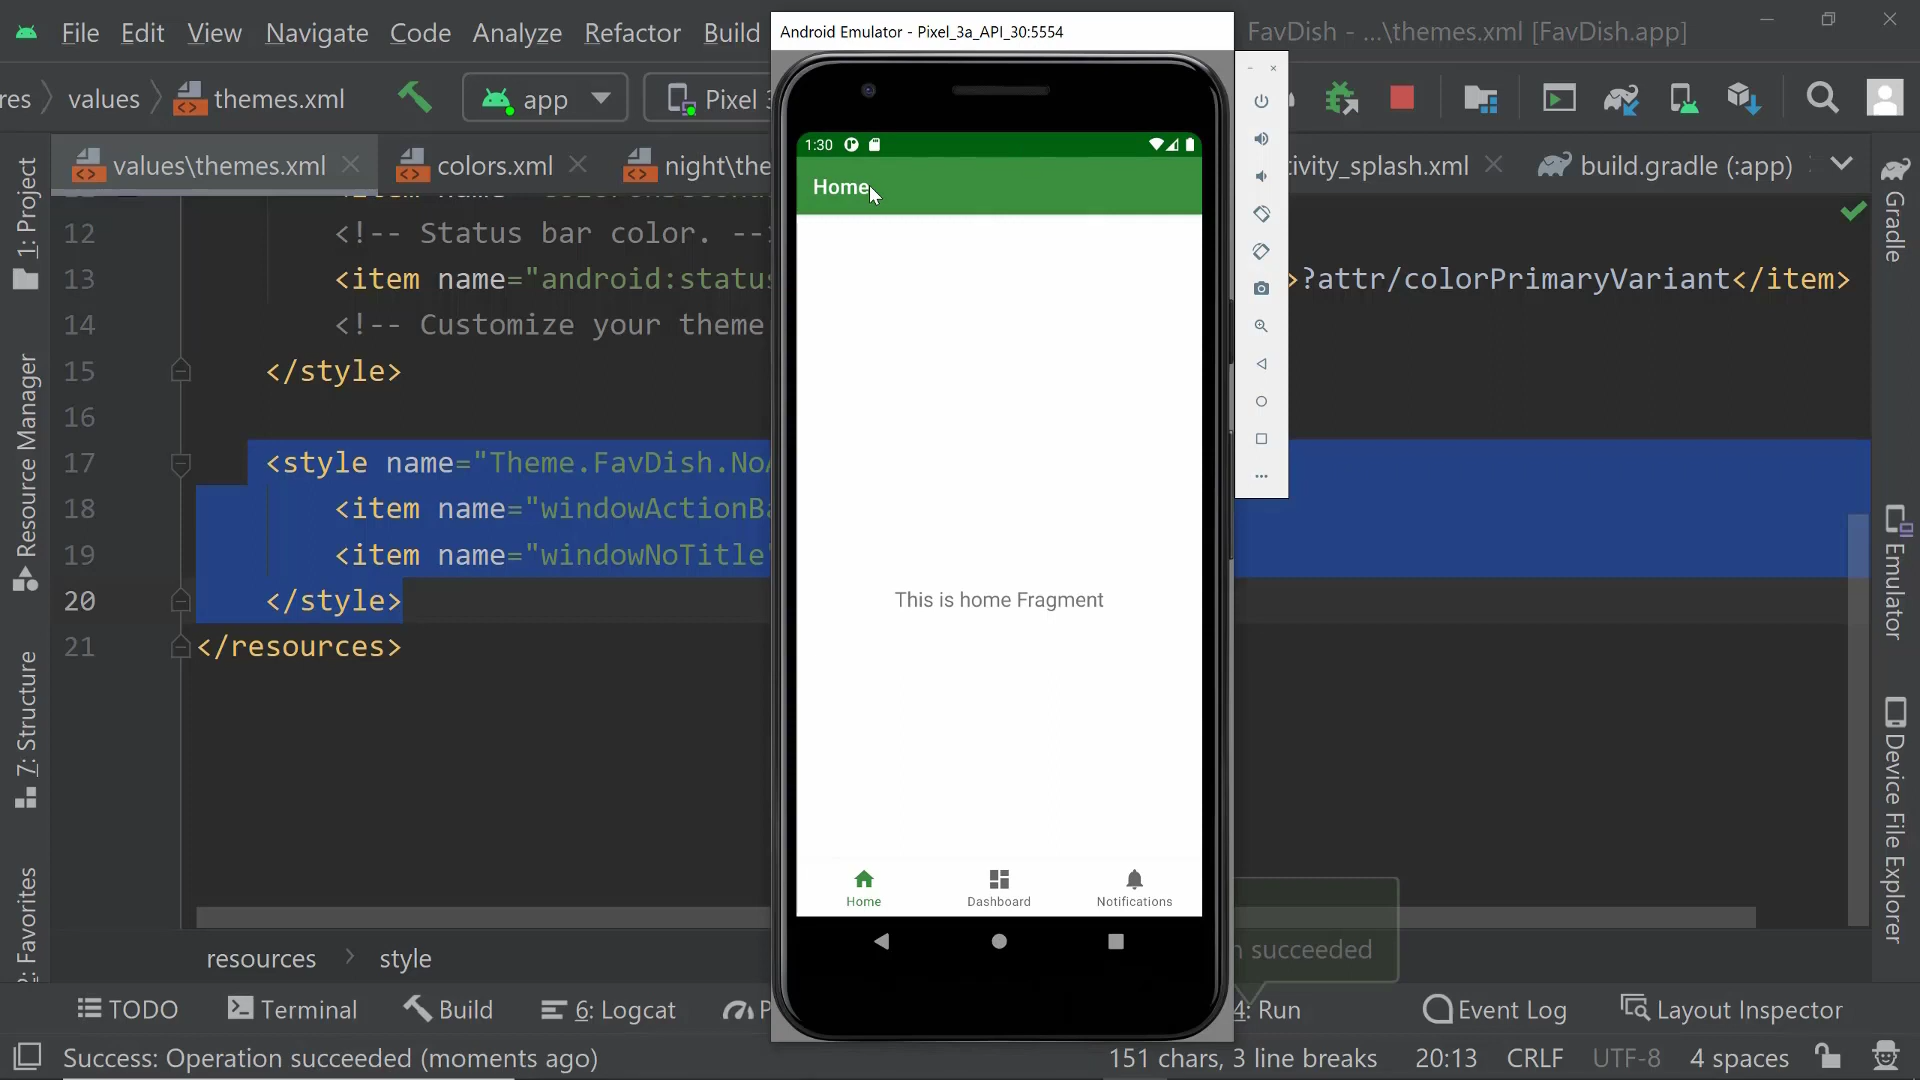 File Edit View Navigate Code Analyze Refactor Build
Android Emulator - Pixel_3a_API_30:5554
FavDish - ...\themes.xml [FavDish.app]
res values themes.xml app Pixel
values\themes.xml colors.xml night\the
tivity_splash.xml build.gradle (:app)
1:30
Home
12 <!-- Status bar color. --
13 <item name="android:status >?attr/colorPrimaryVariant</item>
14 <!-- Customize your theme
15 </style>
16
17 <style name="Theme.FavDish.NoA
18 <item name="windowActionBa
19 <item name="windowNoTitle"
20 </style>
21 </resources>
This is home Fragment
Home Dashboard Notifications
1: Project
Resource Manager
7: Structure
2: Favorites
Gradle
Emulator
Device File Explorer
n succeeded
resources style
TODO Terminal Build 6: Logcat P 4: Run Event Log Layout Inspector
Success: Operation succeeded (moments ago) 151 chars, 3 line breaks 20:13 CRLF UTF-8 4 spaces